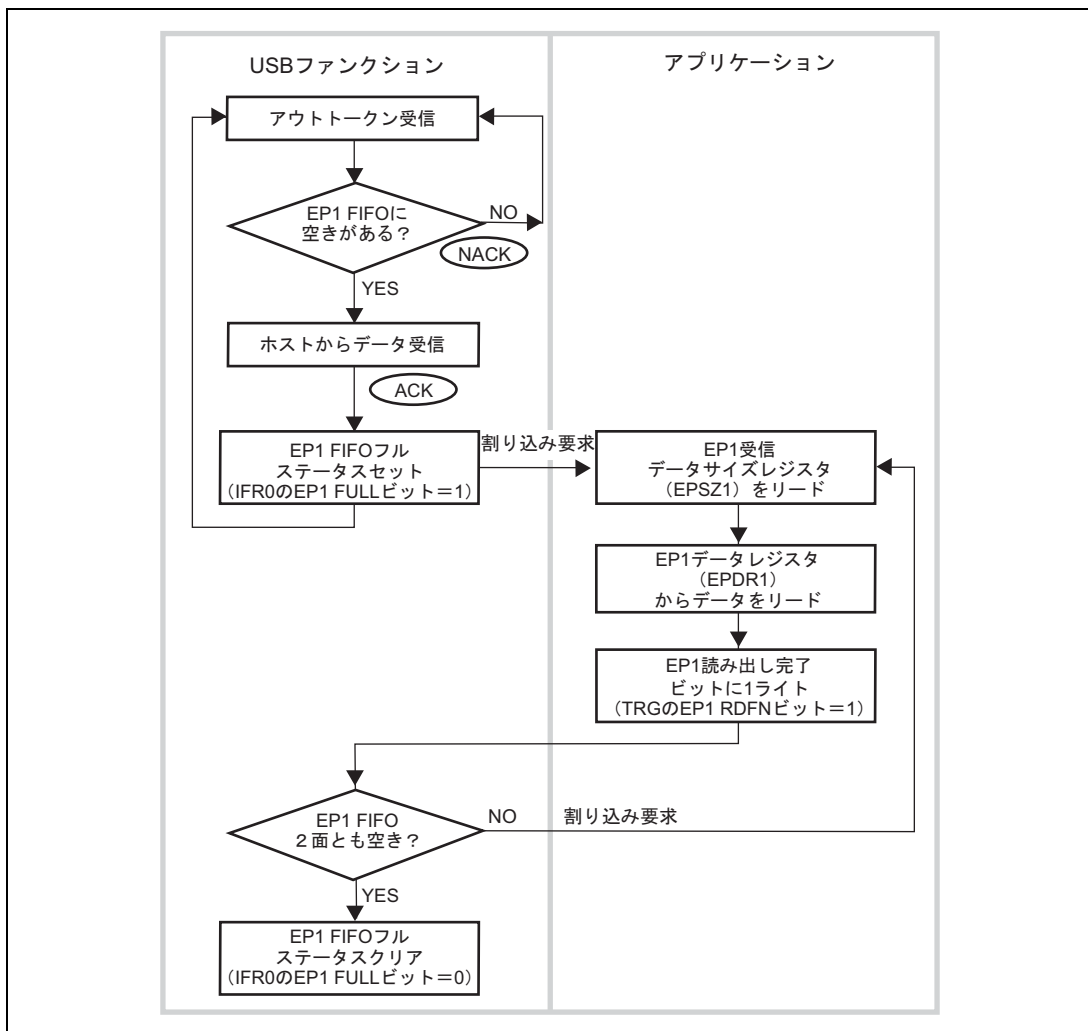 USBファンクション
アプリケーション
アウトトークン受信
EP1 FIFOに
空きがある？
NO
NACK
YES
ホストからデータ受信
ACK
EP1 FIFOフル
ステータスセット
(IFR0のEP1 FULLビット＝1)
割り込み要求
EP1受信
データサイズレジスタ
（EPSZ1）をリード
EP1データレジスタ
（EPDR1）
からデータをリード
EP1読み出し完了
ビットに1ライト
(TRGのEP1 RDFNビット＝1)
EP1 FIFO
２面とも空き？
NO
割り込み要求
YES
EP1 FIFOフル
ステータスクリア
(IFR0のEP1 FULLビット＝0)